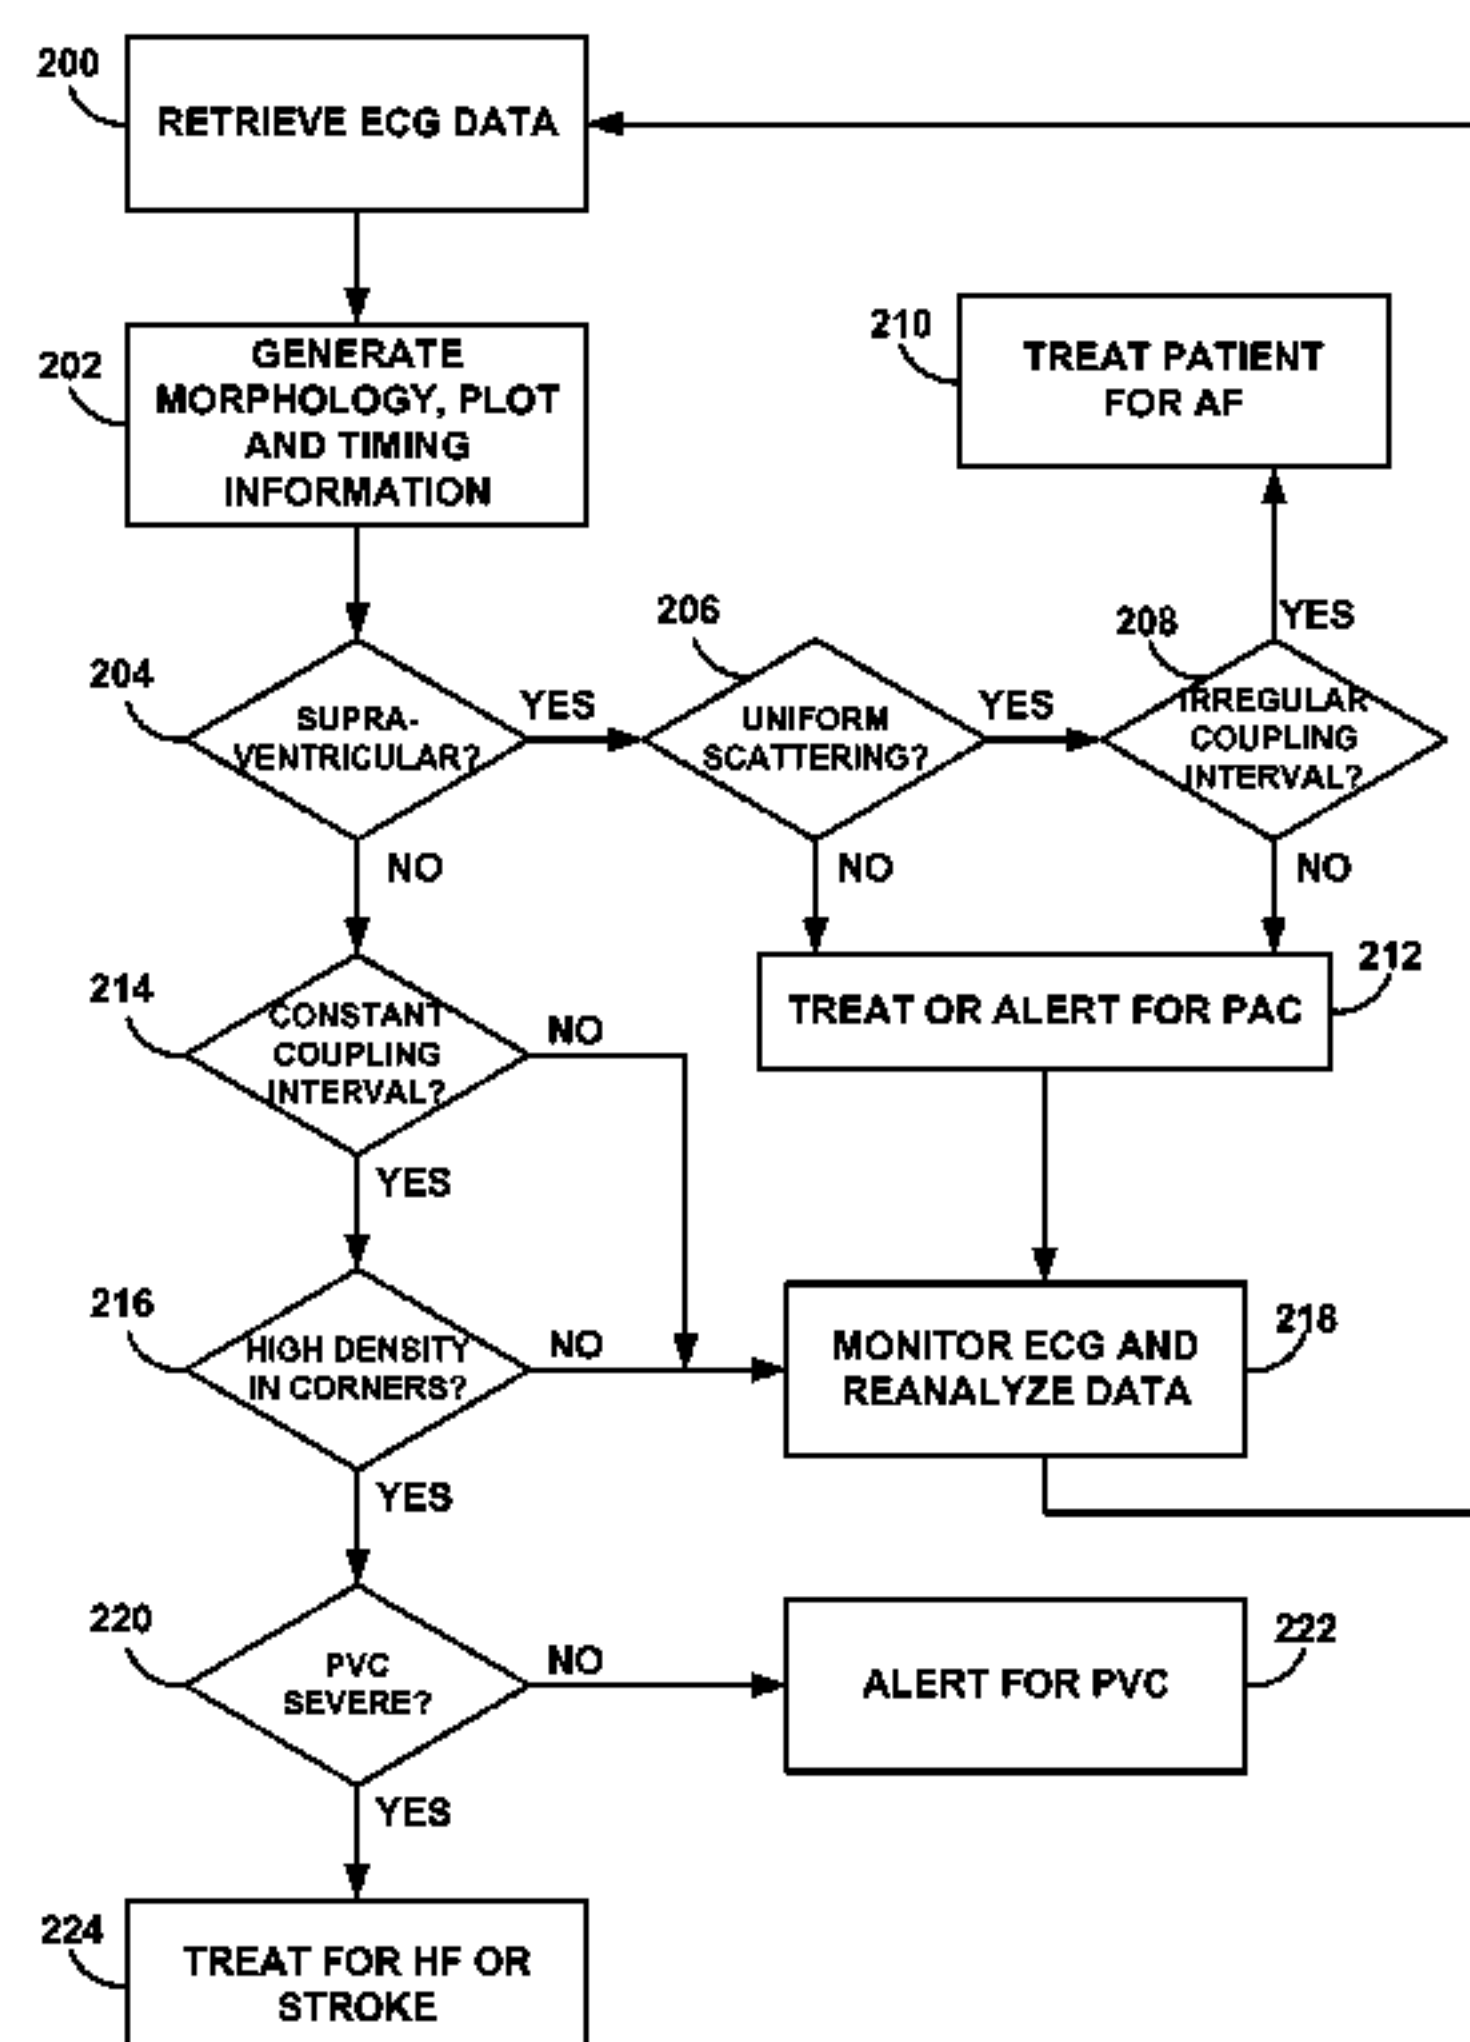 200
RETRIEVE ECG DATA
202
GENERATE
MORPHOLOGY, PLOT
AND TIMING
INFORMATION
210
TREAT PATIENT
FOR AF
204
SUPRA-
VENTRICULAR?
YES
206
UNIFORM
SCATTERING?
YES
208
IRREGULAR
COUPLING
INTERVAL?
YES
NO
NO
NO
212
TREAT OR ALERT FOR PAC
214
CONSTANT
COUPLING
INTERVAL?
NO
YES
216
HIGH DENSITY
IN CORNERS?
NO
218
MONITOR ECG AND
REANALYZE DATA
YES
220
PVC
SEVERE?
NO
222
ALERT FOR PVC
YES
224
TREAT FOR HF OR
STROKE